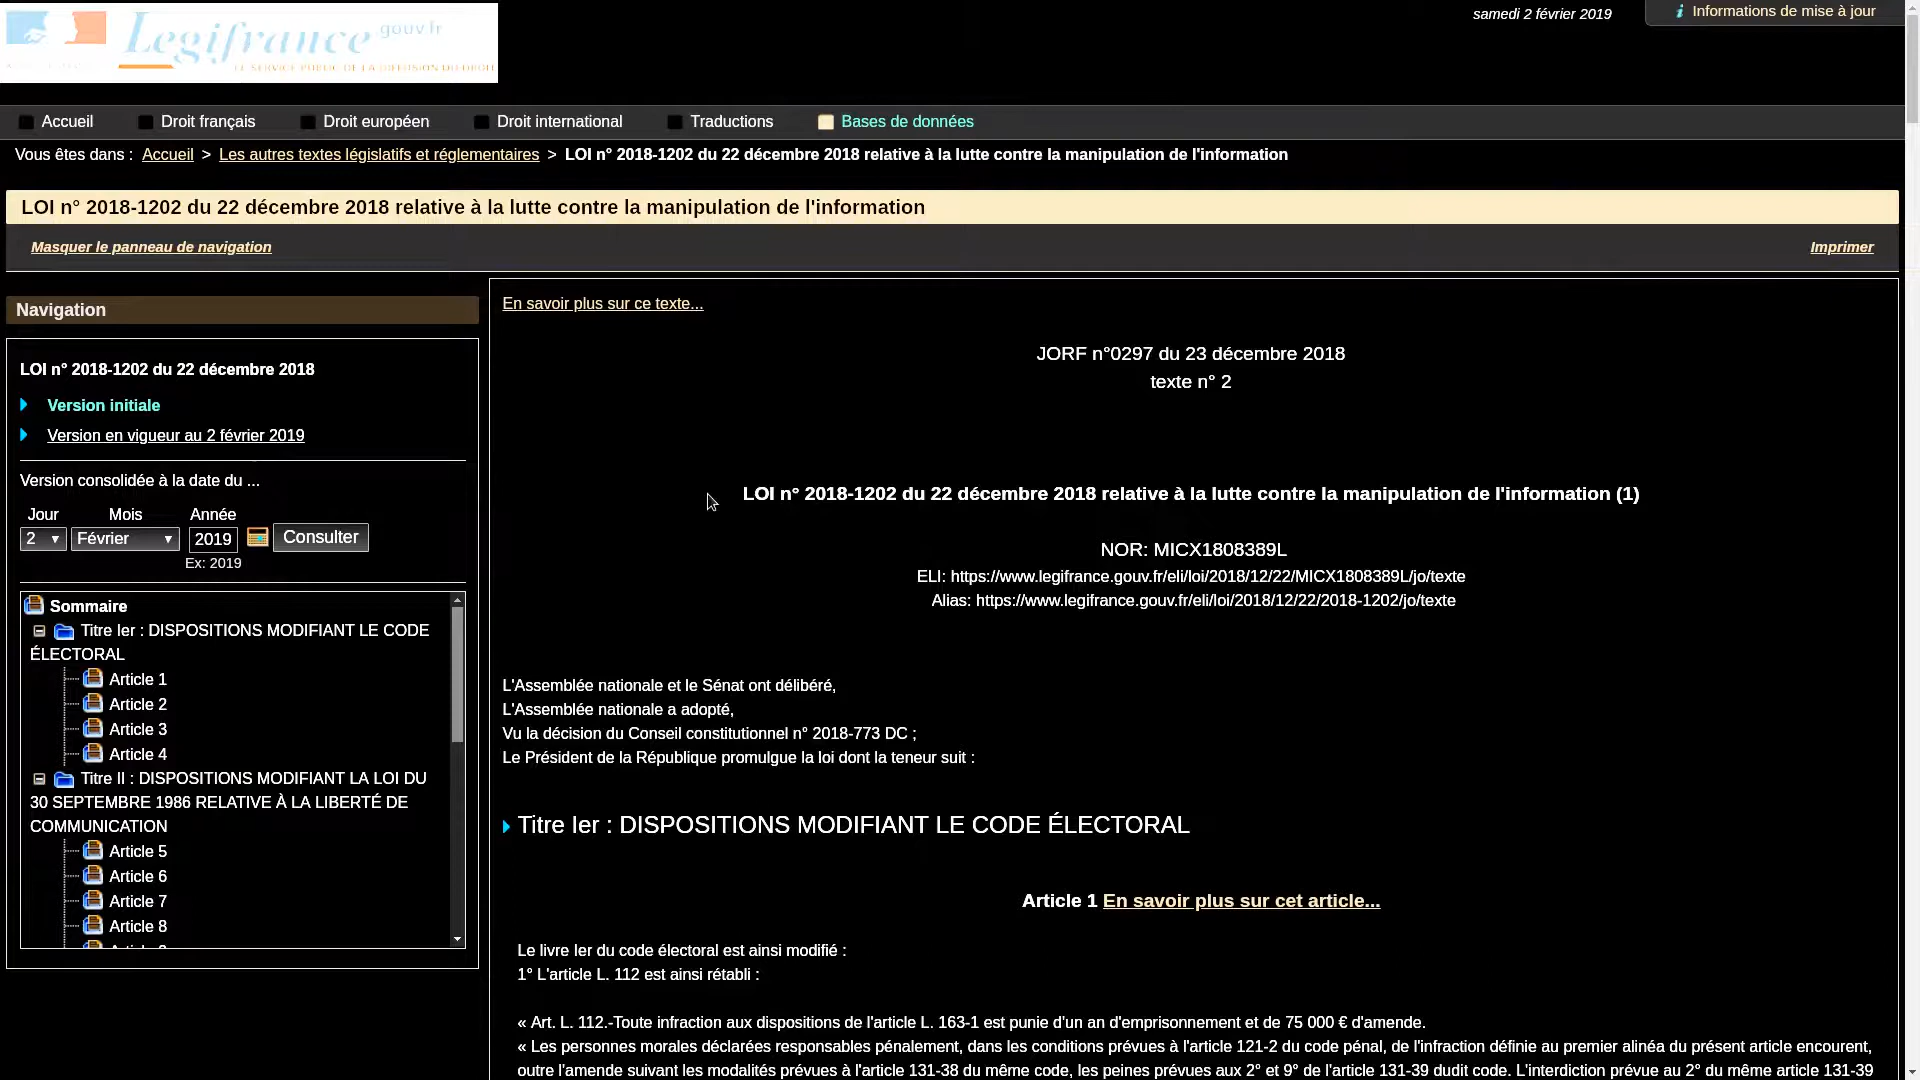 Legifrance gouv.fr
LE SERVICE PUBLIC DE LA DIFFUSION DU DROIT
samedi 2 février 2019
Informations de mise à jour
Accueil Droit français Droit européen Droit international Traductions Bases de données
Vous êtes dans : Accueil > Les autres textes législatifs et réglementaires > LOI n° 2018-1202 du 22 décembre 2018 relative à la lutte contre la manipulation de l'information
LOI n° 2018-1202 du 22 décembre 2018 relative à la lutte contre la manipulation de l'information
Masquer le panneau de navigation
Imprimer
Navigation
LOI n° 2018-1202 du 22 décembre 2018
Version initiale
Version en vigueur au 2 février 2019
Version consolidée à la date du ...
Jour Mois Année
2 Février 2019 Consulter
Ex: 2019
Sommaire
Titre Ier : DISPOSITIONS MODIFIANT LE CODE
ÉLECTORAL
Article 1
Article 2
Article 3
Article 4
Titre II : DISPOSITIONS MODIFIANT LA LOI DU
30 SEPTEMBRE 1986 RELATIVE À LA LIBERTÉ DE
COMMUNICATION
Article 5
Article 6
Article 7
Article 8
En savoir plus sur ce texte...
JORF n°0297 du 23 décembre 2018
texte n° 2
LOI n° 2018-1202 du 22 décembre 2018 relative à la lutte contre la manipulation de l'information (1)
NOR: MICX1808389L
ELI: https://www.legifrance.gouv.fr/eli/loi/2018/12/22/MICX1808389L/jo/texte
Alias: https://www.legifrance.gouv.fr/eli/loi/2018/12/22/2018-1202/jo/texte
L'Assemblée nationale et le Sénat ont délibéré,
L'Assemblée nationale a adopté,
Vu la décision du Conseil constitutionnel n° 2018-773 DC ;
Le Président de la République promulgue la loi dont la teneur suit :
Titre Ier : DISPOSITIONS MODIFIANT LE CODE ÉLECTORAL
Article 1 En savoir plus sur cet article...
Le livre Ier du code électoral est ainsi modifié :
1° L'article L. 112 est ainsi rétabli :
« Art. L. 112.-Toute infraction aux dispositions de l'article L. 163-1 est punie d'un an d'emprisonnement et de 75 000 € d'amende.
« Les personnes morales déclarées responsables pénalement, dans les conditions prévues à l'article 121-2 du code pénal, de l'infraction définie au premier alinéa du présent article encourent,
outre l'amende suivant les modalités prévues à l'article 131-38 du même code, les peines prévues aux 2° et 9° de l'article 131-39 dudit code. L'interdiction prévue au 2° du même article 131-39